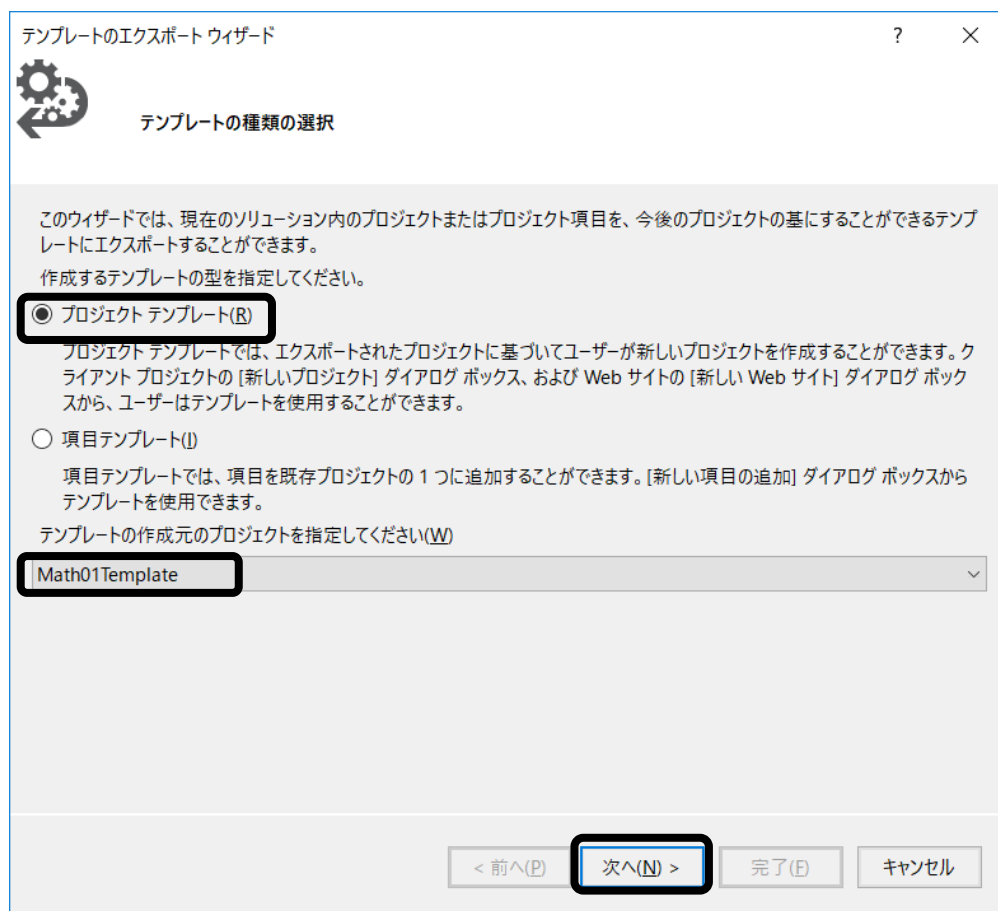 テンプレートのエクスポート ウィザード ?
テンプレートの種類の選択
このウィザードでは、現在のソリューション内のプロジェクトまたはプロジェクト項目を、今後のプロジェクトの基にすることができるテンプ
レートにエクスポートすることができます。
作成するテンプレートの型を指定してください。
プロジェクト テンプレート(R)
プロジェクト テンプレートでは、エクスポートされたプロジェクトに基づいてユーザーが新しいプロジェクトを作成することができます。ク
ライアント プロジェクトの [新しいプロジェクト] ダイアログ ボックス、および Web サイトの [新しい Web サイト] ダイアログ ボック
スから、ユーザーはテンプレートを使用することができます。
項目テンプレート(I)
項目テンプレートでは、項目を既存プロジェクトの 1 つに追加することができます。[新しい項目の追加] ダイアログ ボックスから
テンプレートを使用できます。
テンプレートの作成元のプロジェクトを指定してください(W)
Math01Template
< 前へ(P) 次へ(N) > 完了(F) キャンセル